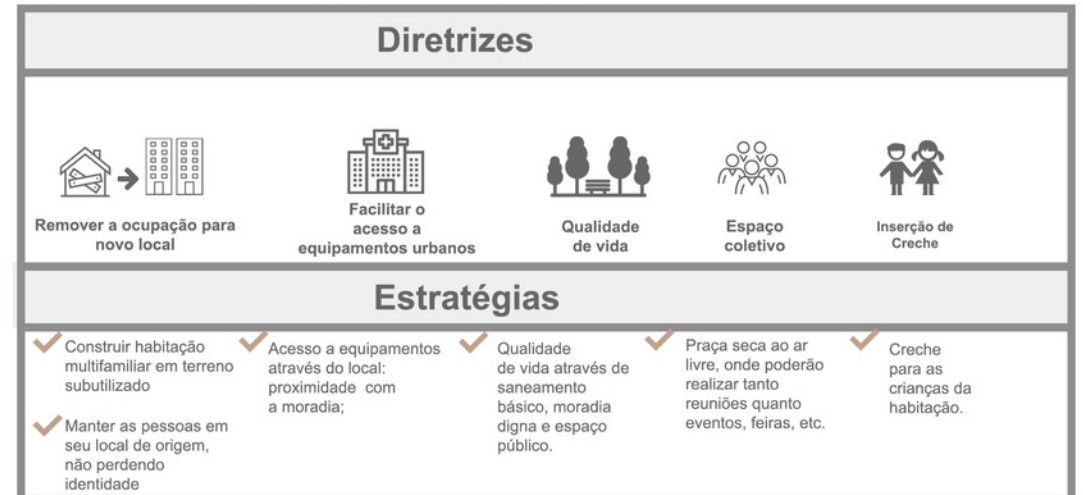 Diretrizes
Remover a ocupação para
novo local
Facilitar o
acesso a
equipamentos urbanos
Qualidade
de vida
Espaço
coletivo
Inserção de
Creche
Estratégias
Construir habitação
multifamiliar em terreno
subutilizado
Manter as pessoas em
seu local de origem,
não perdendo
identidade
Acesso a equipamentos
através do local:
proximidade com
a moradia;
Qualidade
de vida através de
saneamento
básico, moradia
digna e espaço
público.
Praça seca ao ar
livre, onde poderão
realizar tanto
reuniões quanto
eventos, feiras, etc.
Creche
para as
crianças da
habitação.